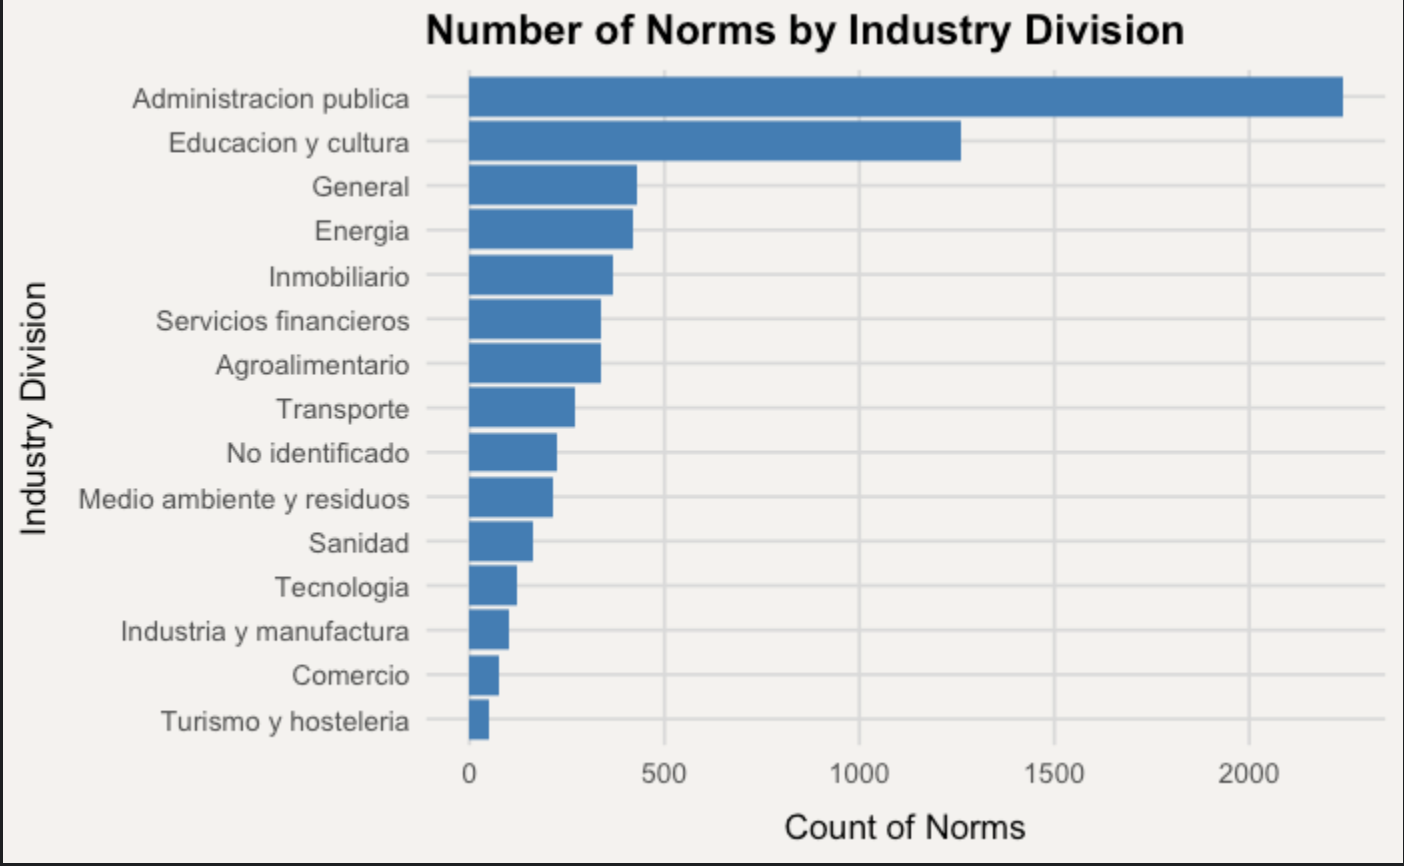 Number of Norms by Industry Division
Industry Division
Administracion publica
Educacion y cultura
General
Energia
Inmobiliario
Servicios financieros
Agroalimentario
Transporte
No identificado
Medio ambiente y residuos
Sanidad
Tecnologia
Industria y manufactura
Comercio
Turismo y hosteleria
0 500 1000 1500 2000
Count of Norms